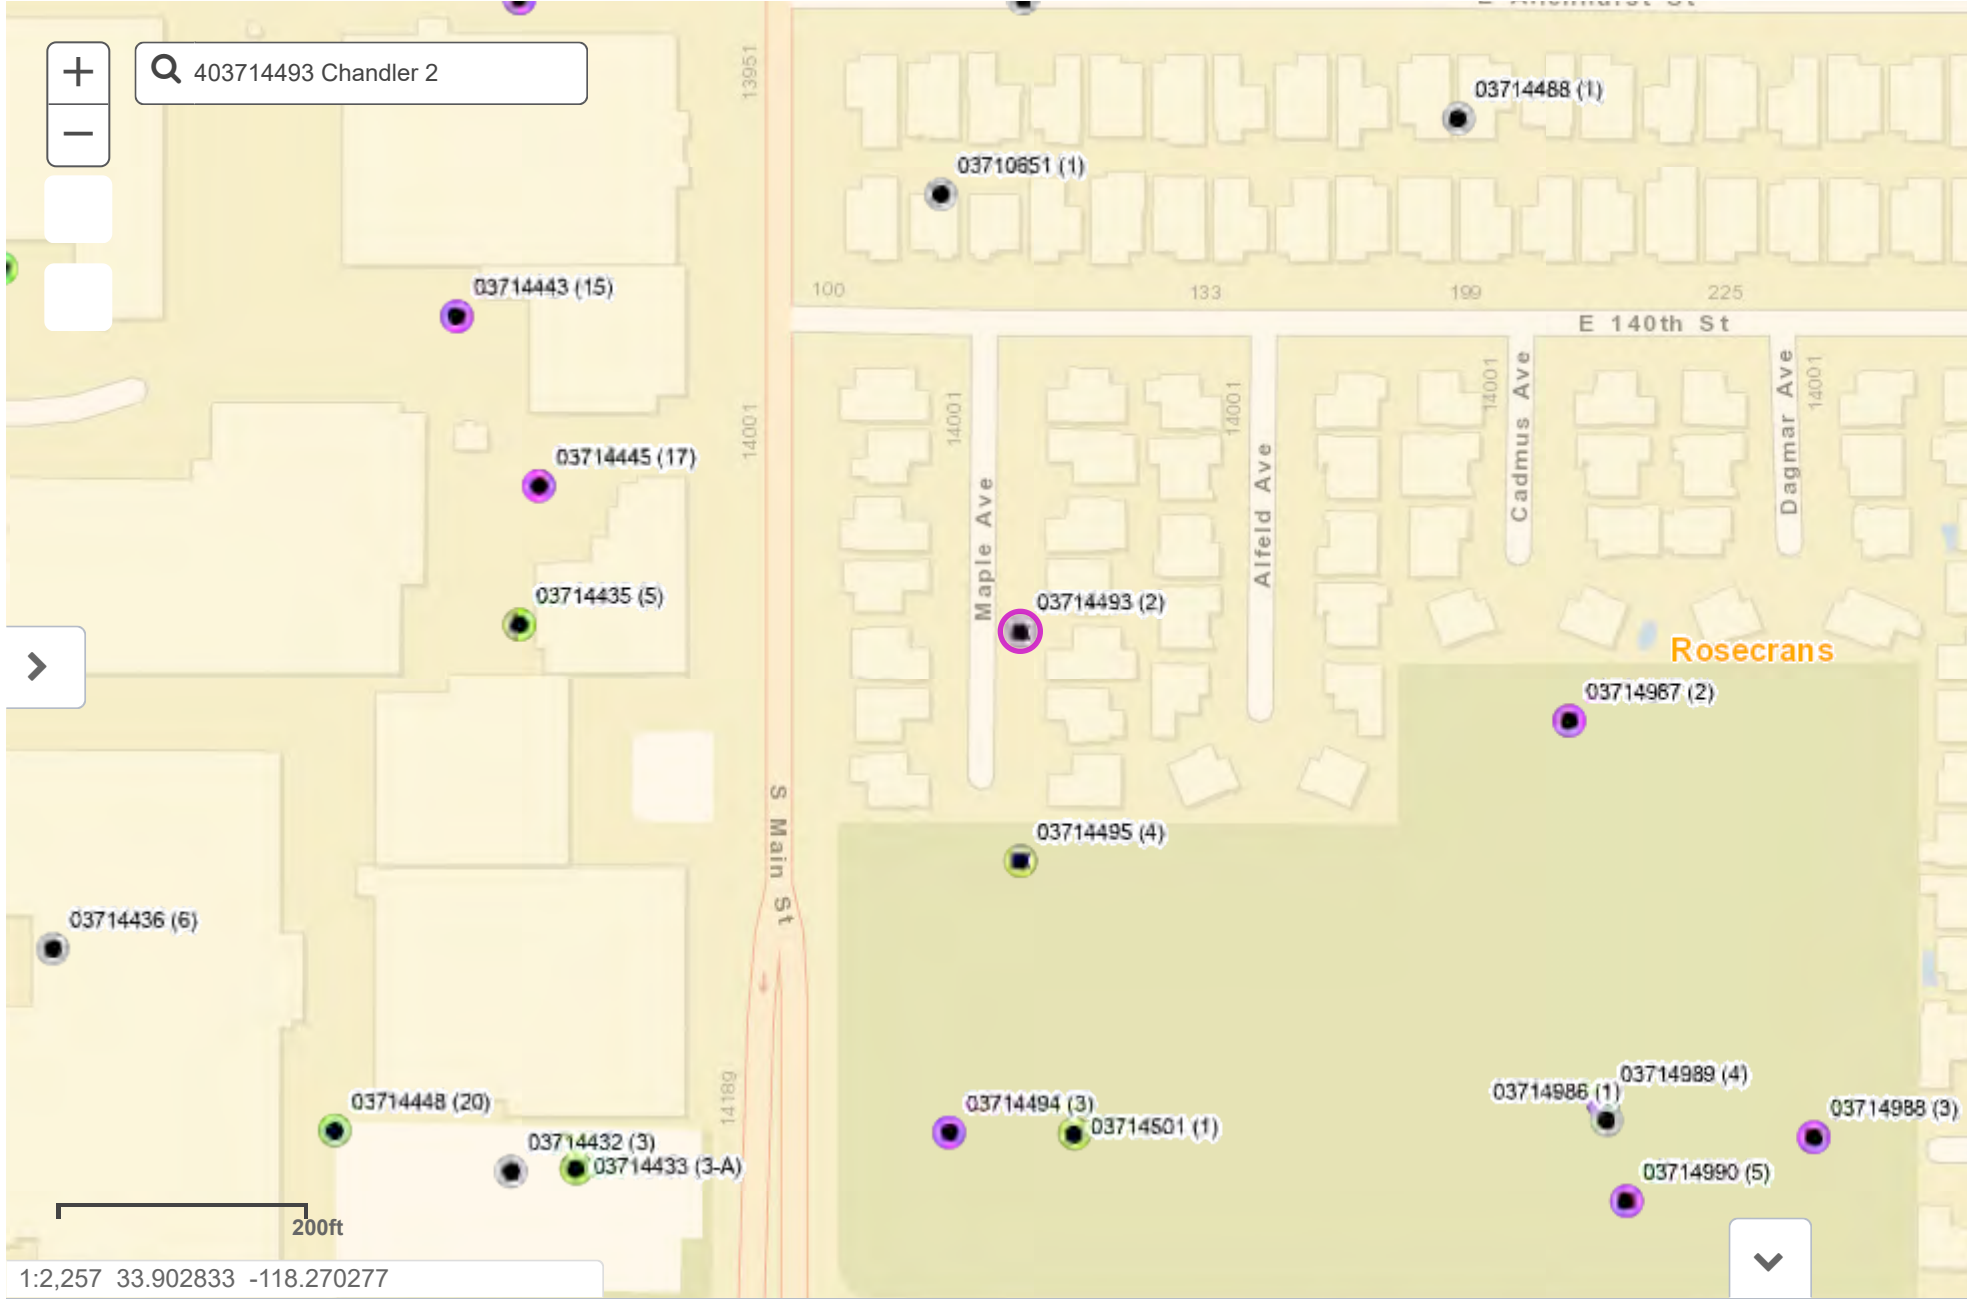 403714493 Chandler 2
13951
03714488 (1)
03710651 (1)
03714443 (15)
100
133
199
225
E 140th St
14001
14001
14001
14001
14001
Maple Ave
Alfeld Ave
Cadmus Ave
Dagmar Ave
03714445 (17)
03714435 (5)
03714493 (2)
Rosecrans
03714967 (2)
S Main St
03714495 (4)
03714436 (6)
14189
03714448 (20)
03714432 (3)
03714433 (3-A)
03714494 (3)
03714501 (1)
03714989 (4)
03714986 (1)
03714988 (3)
03714990 (5)
200ft
1:2,257 33.902833 -118.270277